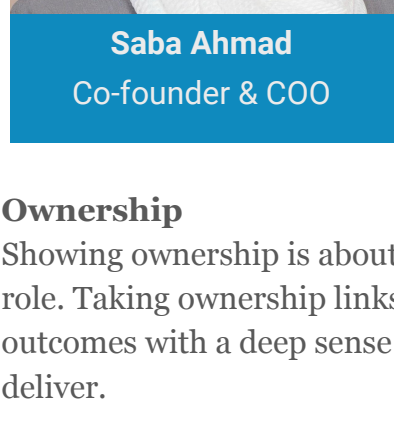 Saba Ahmad
Co-founder & COO
Ownership
Showing ownership is about
role. Taking ownership links
outcomes with a deep sense
deliver.